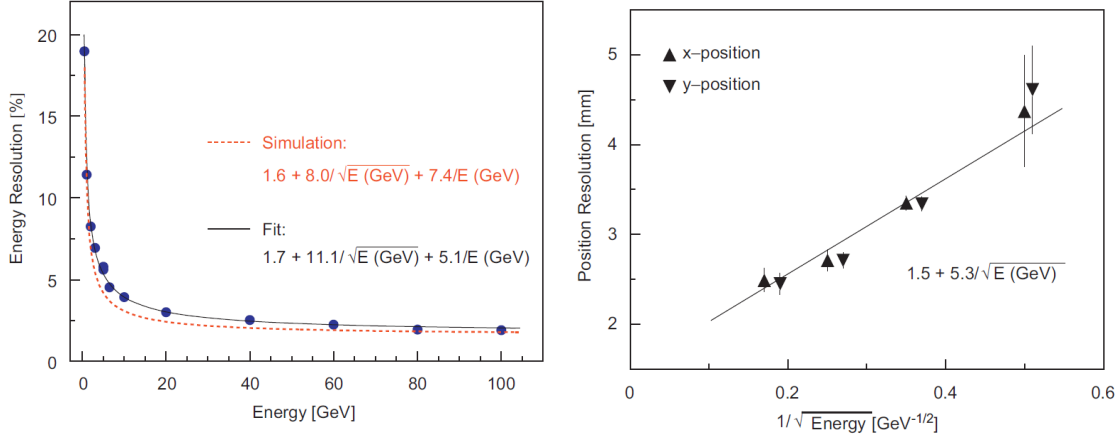 20
15
10
5
0
Energy Resolution [%]
Simulation:
1.6 + 8.0/√E (GeV) + 7.4/E (GeV)
Fit:
1.7 + 11.1/√E (GeV) + 5.1/E (GeV)
0 20 40 60 80 100
Energy [GeV]
5
4
3
2
Position Resolution [mm]
x–position
y–position
1.5 + 5.3/√E (GeV)
0 0.2 0.4 0.6
1/√Energy [GeV-1/2]